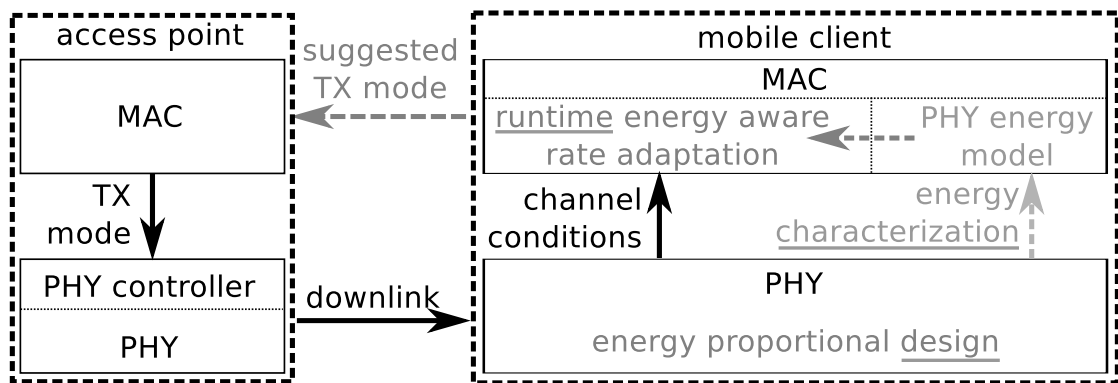 access point
MAC
TX
mode
PHY controller
PHY
suggested
TX mode
downlink
mobile client
MAC
runtime energy aware
rate adaptation
PHY energy
model
channel
conditions
energy
characterization
PHY
energy proportional design